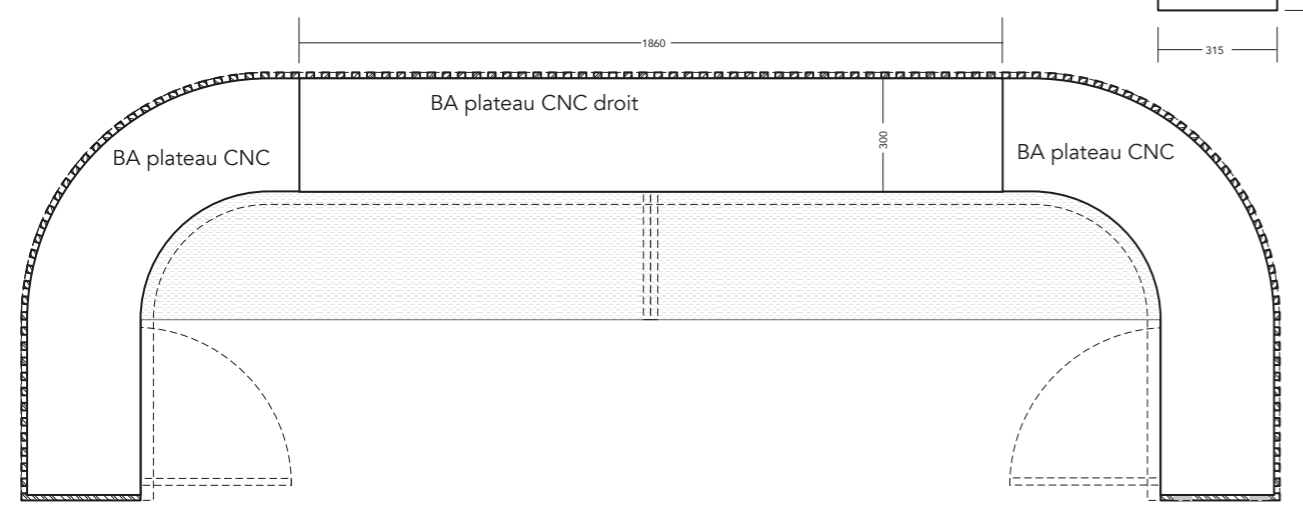 1860
315
BA plateau CNC droit
300
BA plateau CNC
BA plateau CNC